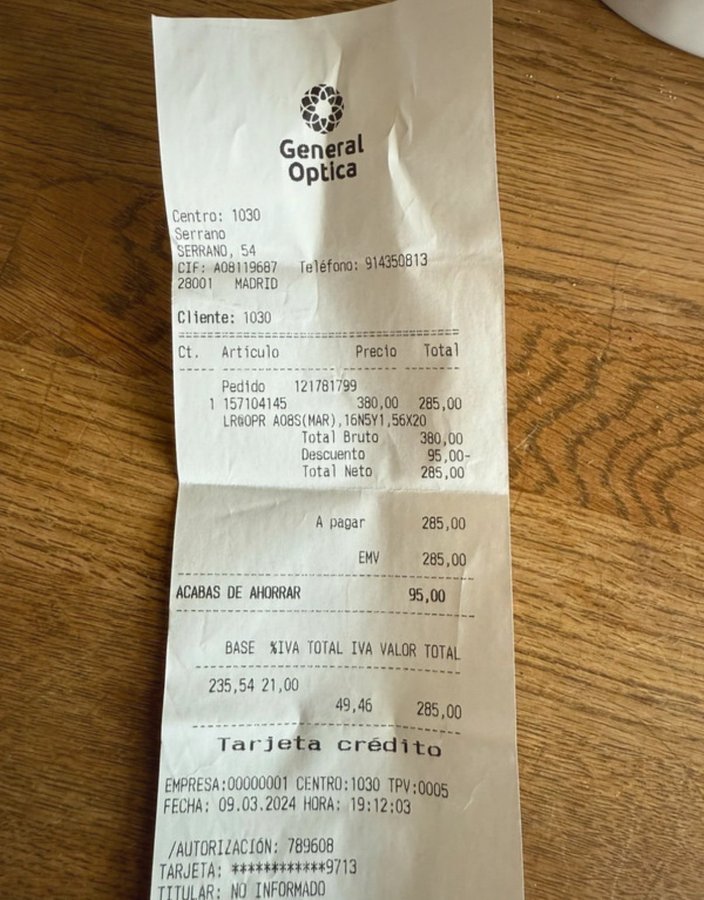 General
Optica
Centro: 1030
Serrano
SERRANO, 54
CIF: A08119687 Teléfono: 914350813
28001 MADRID
Cliente: 1030
Ct. Artículo Precio Total
Pedido 121781799
1 157104145 380,00 285,00
LR@OPR A08S(MAR),16N5Y1,56X20
Total Bruto 380,00
Descuento 95,00-
Total Neto 285,00
A pagar 285,00
EMV 285,00
ACABAS DE AHORRAR 95,00
BASE %IVA TOTAL IVA VALOR TOTAL
235,54 21,00
49,46 285,00
Tarjeta crédito
EMPRESA:00000001 CENTRO:1030 TPV:0005
FECHA: 09.03.2024 HORA: 19:12:03
/AUTORIZACIÓN: 789608
TARJETA: ************9713
TITULAR: NO INFORMADO